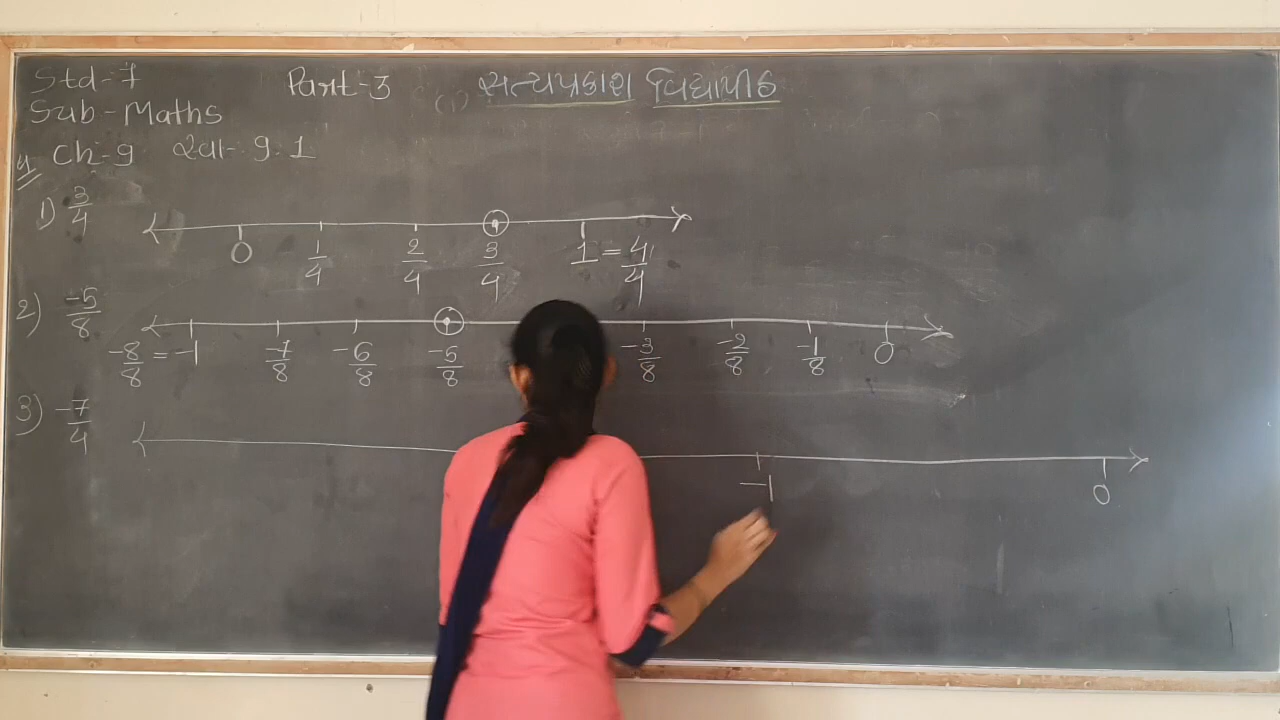 Std-7 Part-3 સત્યપ્રકાશ વિદ્યાપીઠ
Sub-Maths
Ch-9 સ્વા-9.1
4
1) 3/4
0 1/4 2/4 3/4 1=4/4
2) -5/8
-8/8=-1 -7/8 -6/8 -5/8 -3/8 -2/8 -1/8 0
3) -7/4
-1 0